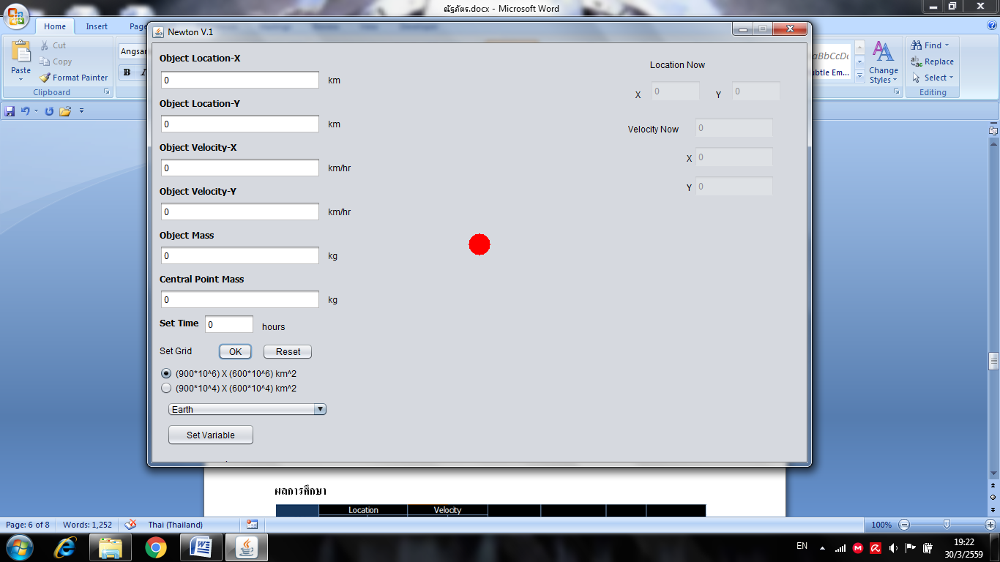 ณัฐภัตร.docx - Microsoft Word
Home
Insert
Cut
Copy
Format Painter
Paste
Clipboard
B I
Newton V.1
Object Location-X
0 km
Object Location-Y
0 km
Object Velocity-X
0 km/hr
Object Velocity-Y
0 km/hr
Object Mass
0 kg
Central Point Mass
0 kg
Set Time 0 hours
Set Grid OK Reset
(900*10^6) X (600*10^6) km^2
(900*10^4) X (600*10^4) km^2
Earth
Set Variable
Location Now
X 0 Y 0
Velocity Now 0
X 0
Y 0
Change
Styles
Find
Replace
Select
Editing
ผลการศึกษา
Location Velocity
Page: 6 of 8 Words: 1,252 Thai (Thailand) 100%
EN 19:22
30/3/2559